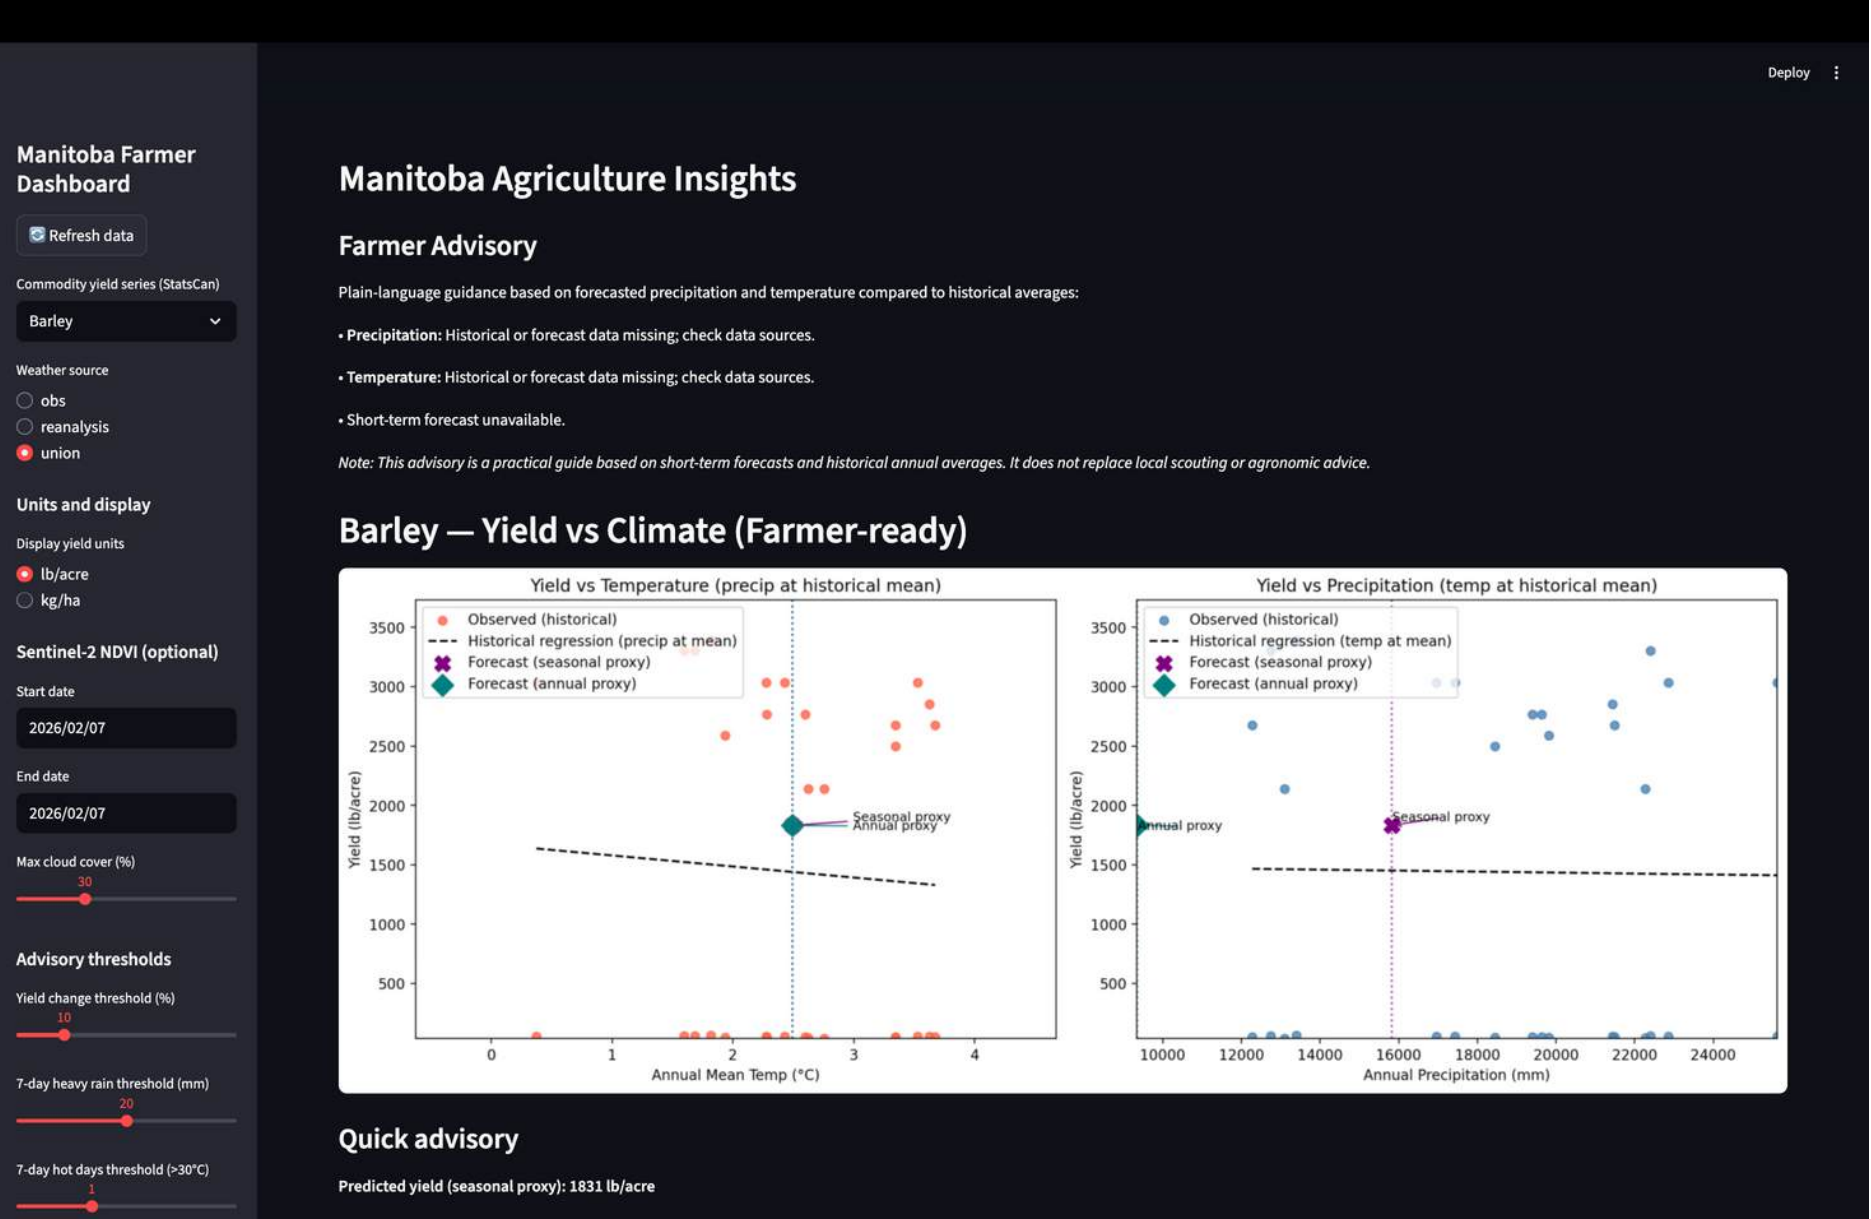 Deploy
Manitoba Farmer
Dashboard
Refresh data
Commodity yield series (StatsCan)
Barley
Weather source
obs
reanalysis
union
Units and display
Display yield units
lb/acre
kg/ha
Sentinel-2 NDVI (optional)
Start date
2026/02/07
End date
2026/02/07
Max cloud cover (%)
30
Advisory thresholds
Yield change threshold (%)
10
7-day heavy rain threshold (mm)
20
7-day hot days threshold (>30°C)
1
Manitoba Agriculture Insights
Farmer Advisory
Plain-language guidance based on forecasted precipitation and temperature compared to historical averages:
• Precipitation: Historical or forecast data missing; check data sources.
• Temperature: Historical or forecast data missing; check data sources.
• Short-term forecast unavailable.
Note: This advisory is a practical guide based on short-term forecasts and historical annual averages. It does not replace local scouting or agronomic advice.
Barley — Yield vs Climate (Farmer-ready)
Yield vs Temperature (precip at historical mean)
Observed (historical)
Historical regression (precip at mean)
Forecast (seasonal proxy)
Forecast (annual proxy)
3500
3000
2500
2000
1500
1000
500
Yield (lb/acre)
Seasonal proxy
Annual proxy
0 1 2 3 4
Annual Mean Temp (°C)
Yield vs Precipitation (temp at historical mean)
Observed (historical)
Historical regression (temp at mean)
Forecast (seasonal proxy)
Forecast (annual proxy)
3500
3000
2500
2000
1500
1000
500
Yield (lb/acre)
Seasonal proxy
Annual proxy
10000 12000 14000 16000 18000 20000 22000 24000
Annual Precipitation (mm)
Quick advisory
Predicted yield (seasonal proxy): 1831 lb/acre